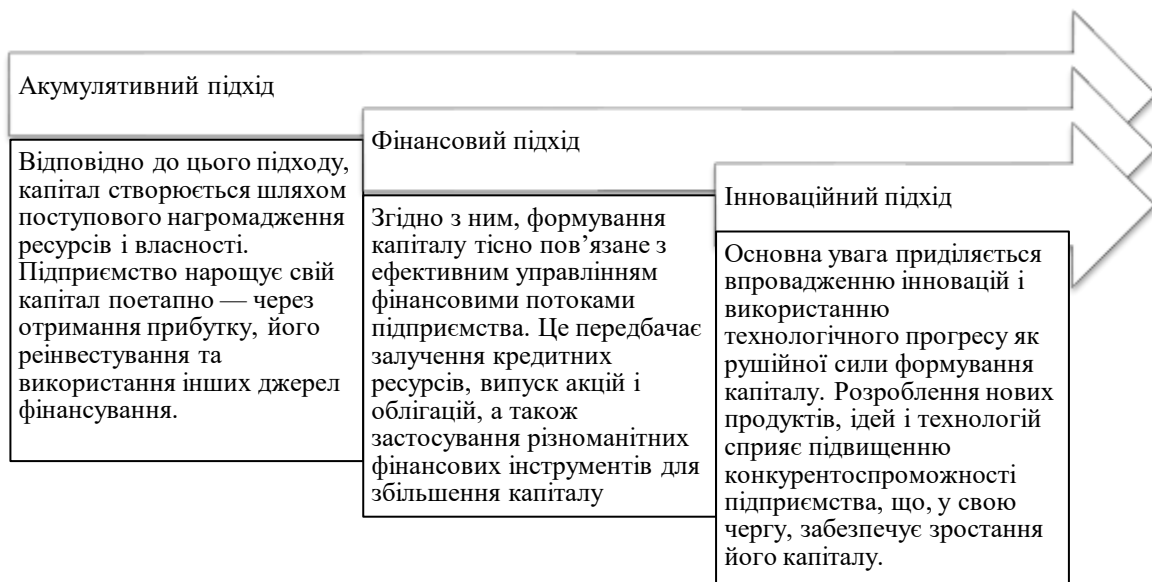 Акумулятивний підхід
Відповідно до цього підходу,
капітал створюється шляхом
поступового нагромадження
ресурсів і власності.
Підприємство нарощує свій
капітал поетапно — через
отримання прибутку, його
реінвестування та
використання інших джерел
фінансування.
Фінансовий підхід
Згідно з ним, формування
капіталу тісно пов’язане з
ефективним управлінням
фінансовими потоками
підприємства. Це передбачає
залучення кредитних
ресурсів, випуск акцій і
облігацій, а також
застосування різноманітних
фінансових інструментів для
збільшення капіталу
Інноваційний підхід
Основна увага приділяється
впровадженню інновацій і
використанню
технологічного прогресу як
рушійної сили формування
капіталу. Розроблення нових
продуктів, ідей і технологій
сприяє підвищенню
конкурентоспроможності
підприємства, що, у свою
чергу, забезпечує зростання
його капіталу.